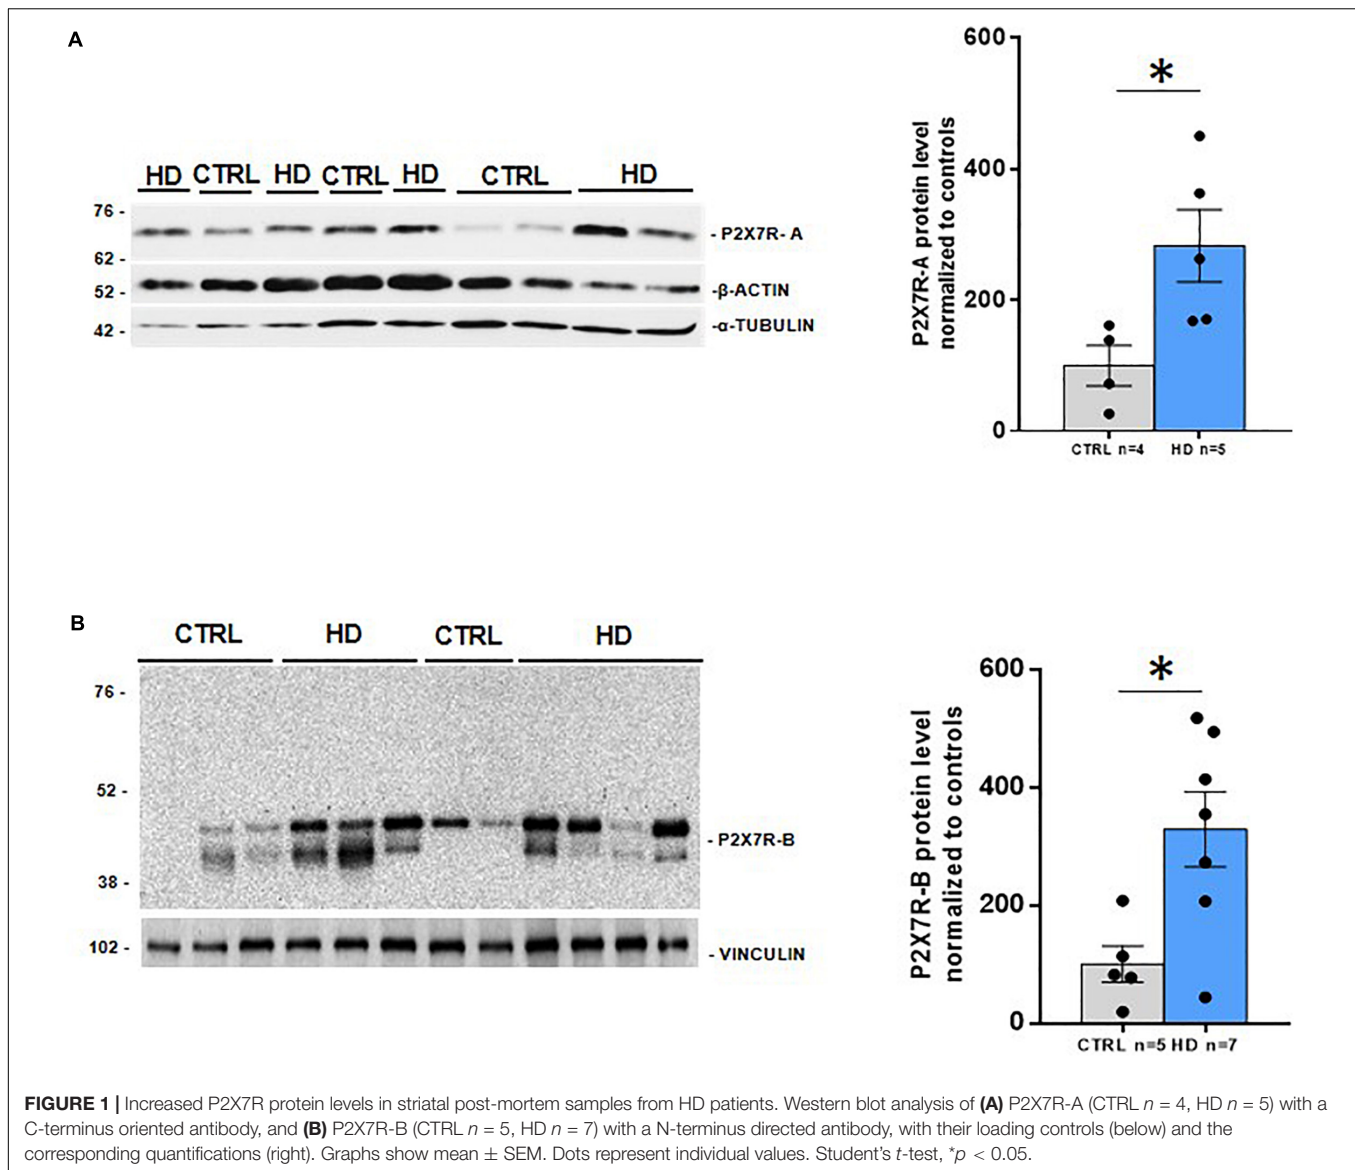 A
HD CTRL HD CTRL HD CTRL HD
76 -
- P2X7R- A
62 -
52 -
-β-ACTIN
42 -
-α-TUBULIN
P2X7R-A protein level
normalized to controls
600
400
200
0
*
CTRL n=4 HD n=5
B
CTRL HD CTRL HD
76 -
52 -
- P2X7R-B
38 -
102 -
- VINCULIN
P2X7R-B protein level
normalized to controls
600
400
200
0
*
CTRL n=5 HD n=7
FIGURE 1 | Increased P2X7R protein levels in striatal post-mortem samples from HD patients. Western blot analysis of (A) P2X7R-A (CTRL n = 4, HD n = 5) with a
C-terminus oriented antibody, and (B) P2X7R-B (CTRL n = 5, HD n = 7) with a N-terminus directed antibody, with their loading controls (below) and the
corresponding quantifications (right). Graphs show mean ± SEM. Dots represent individual values. Student's t-test, *p < 0.05.